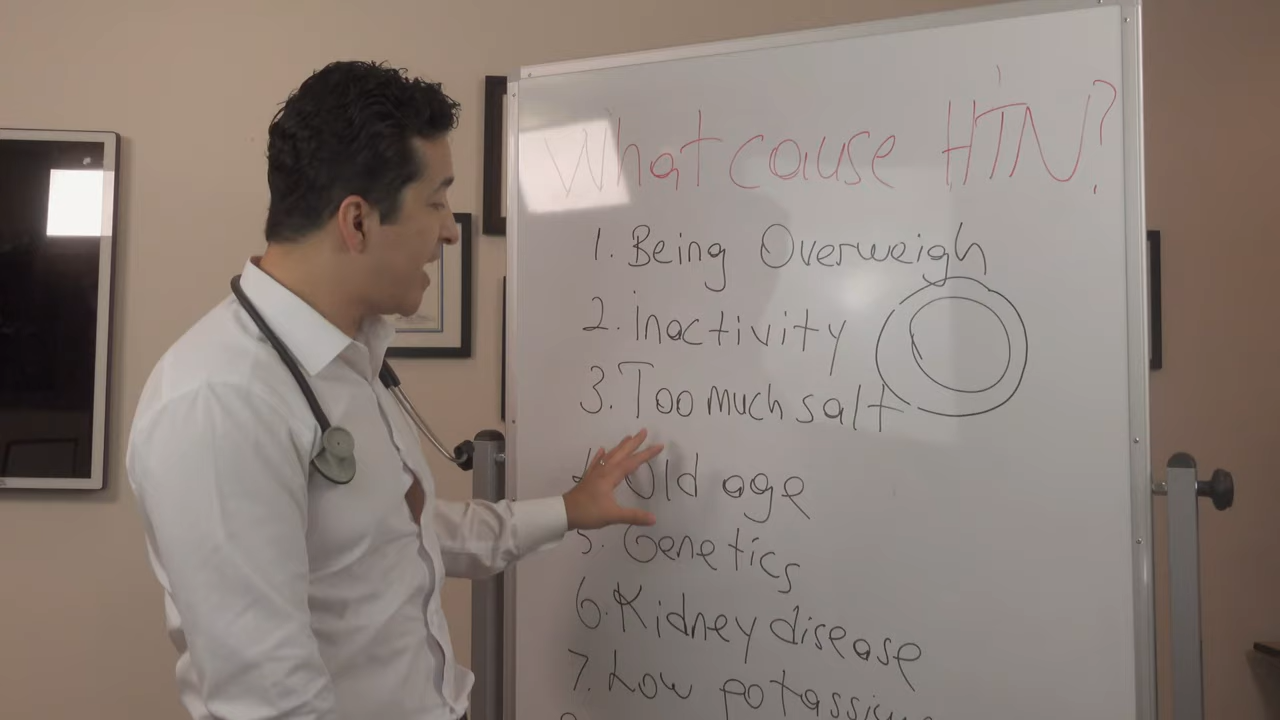 What cause HTN?
1. Being Overweigh
2. inactivity
3. Too much salt
4. Old age
5. Genetics
6. Kidney disease
7. Low potassium